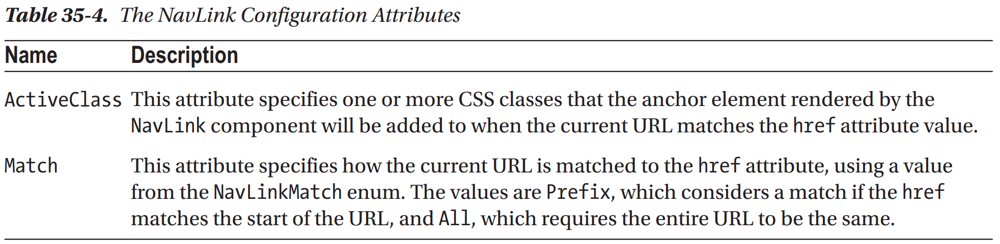 Table 35-4. The NavLink Configuration Attributes
Name Description
ActiveClass This attribute specifies one or more CSS classes that the anchor element rendered by the
NavLink component will be added to when the current URL matches the href attribute value.
Match This attribute specifies how the current URL is matched to the href attribute, using a value
from the NavLinkMatch enum. The values are Prefix, which considers a match if the href
matches the start of the URL, and All, which requires the entire URL to be the same.